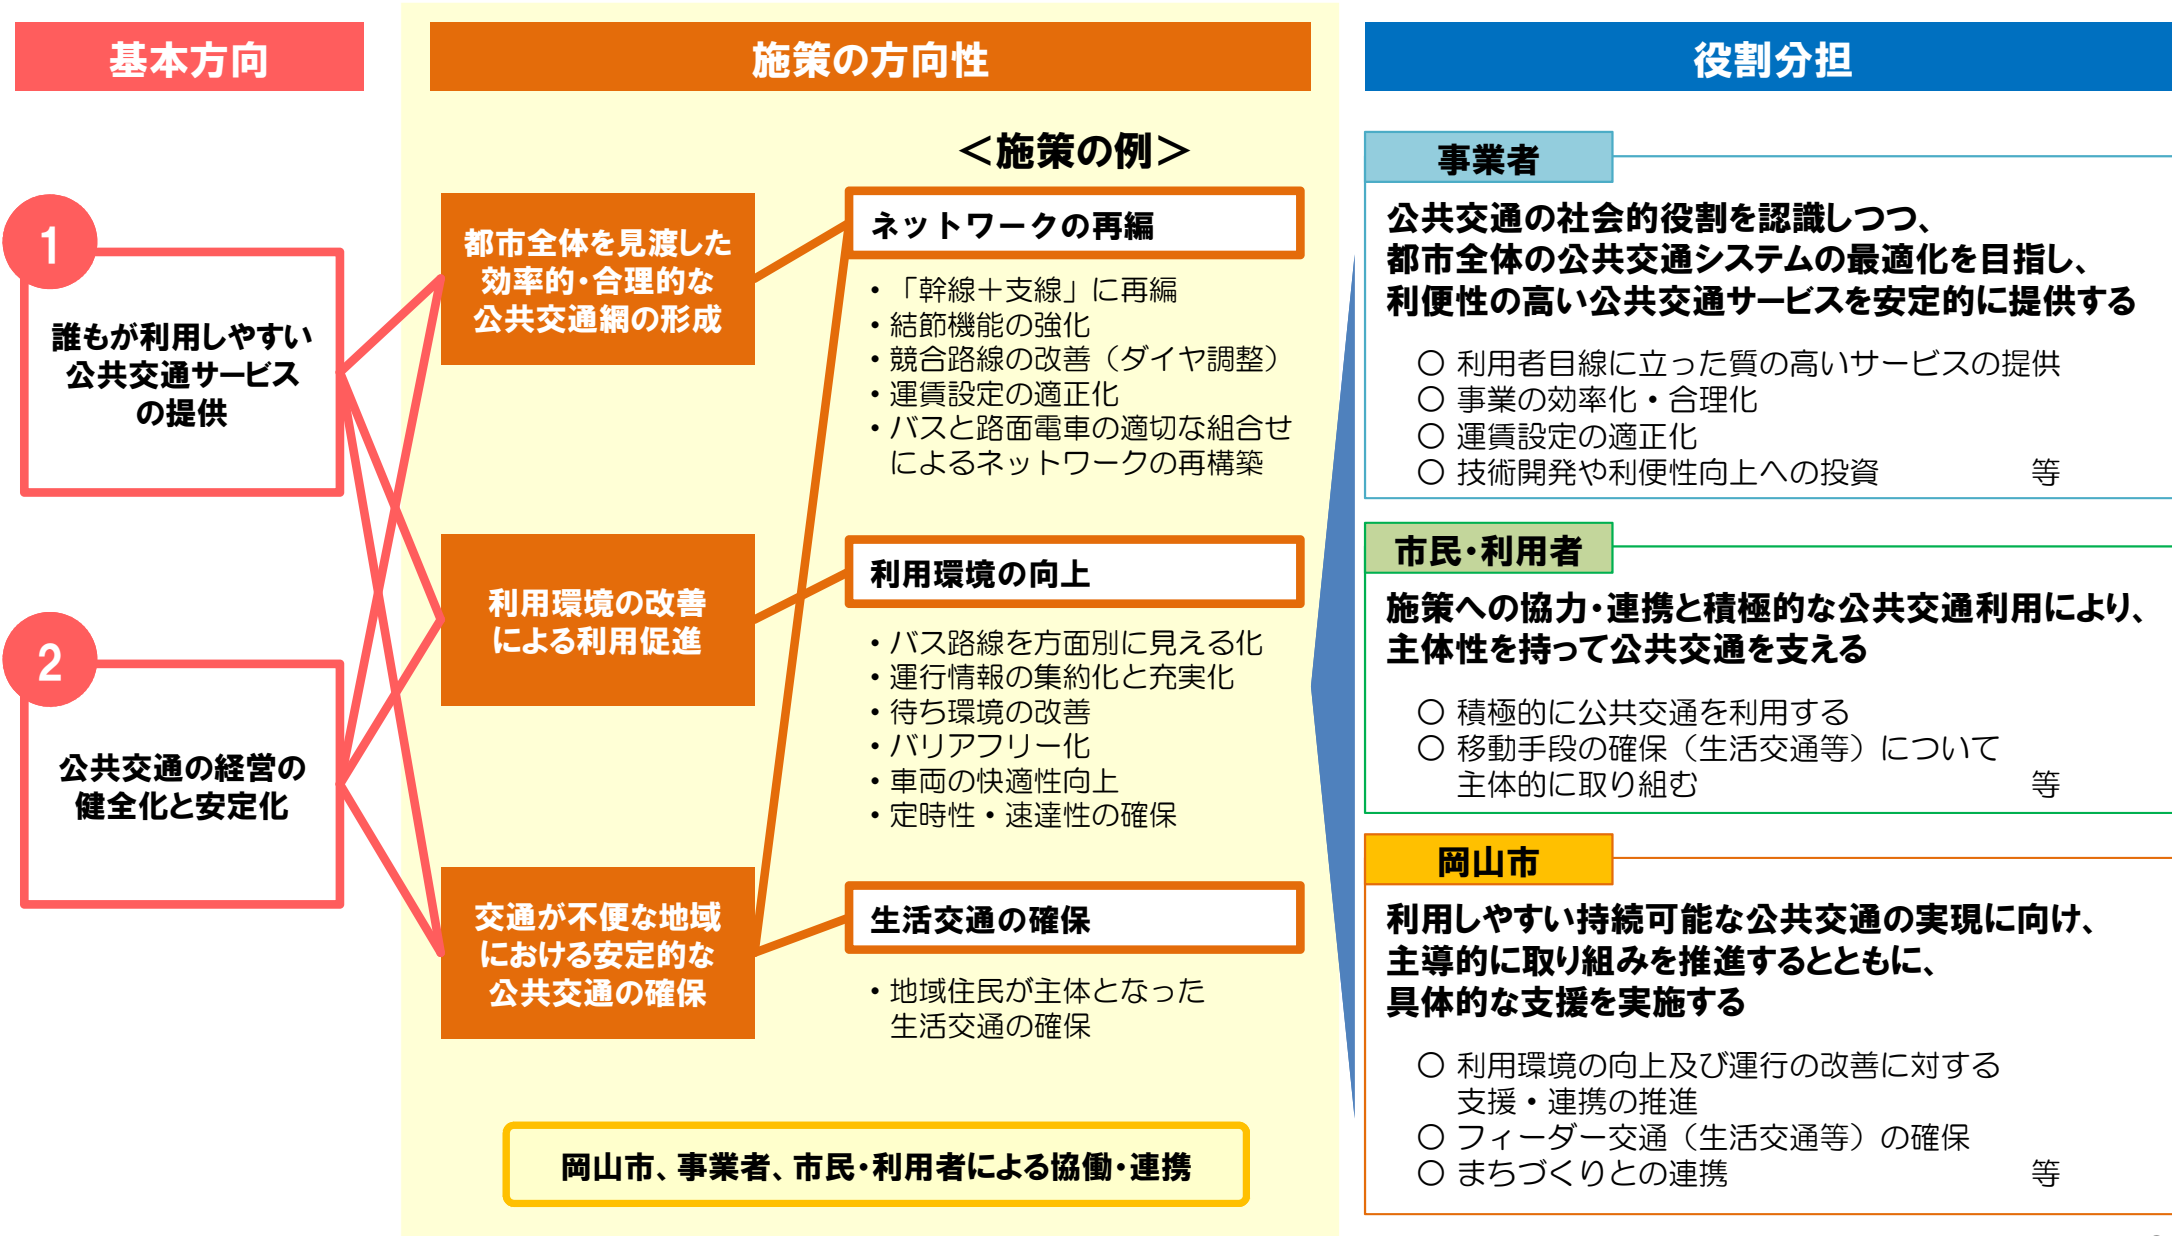 基本方向
1
誰もが利用しやすい
公共交通サービス
の提供
2
公共交通の経営の
健全化と安定化
施策の方向性
＜施策の例＞
都市全体を見渡した
効率的・合理的な
公共交通網の形成
ネットワークの再編
・「幹線＋支線」に再編
・結節機能の強化
・競合路線の改善（ダイヤ調整）
・運賃設定の適正化
・バスと路面電車の適切な組合せ
によるネットワークの再構築
利用環境の改善
による利用促進
利用環境の向上
・バス路線を方面別に見える化
・運行情報の集約化と充実化
・待ち環境の改善
・バリアフリー化
・車両の快適性向上
・定時性・速達性の確保
交通が不便な地域
における安定的な
公共交通の確保
生活交通の確保
・地域住民が主体となった
生活交通の確保
岡山市、事業者、市民・利用者による協働・連携
役割分担
事業者
公共交通の社会的役割を認識しつつ、
都市全体の公共交通システムの最適化を目指し、
利便性の高い公共交通サービスを安定的に提供する
○ 利用者目線に立った質の高いサービスの提供
○ 事業の効率化・合理化
○ 運賃設定の適正化
○ 技術開発や利便性向上への投資 等
市民・利用者
施策への協力・連携と積極的な公共交通利用により、
主体性を持って公共交通を支える
○ 積極的に公共交通を利用する
○ 移動手段の確保（生活交通等）について
主体的に取り組む 等
岡山市
利用しやすい持続可能な公共交通の実現に向け、
主導的に取り組みを推進するとともに、
具体的な支援を実施する
○ 利用環境の向上及び運行の改善に対する
支援・連携の推進
○ フィーダー交通（生活交通等）の確保
○ まちづくりとの連携 等